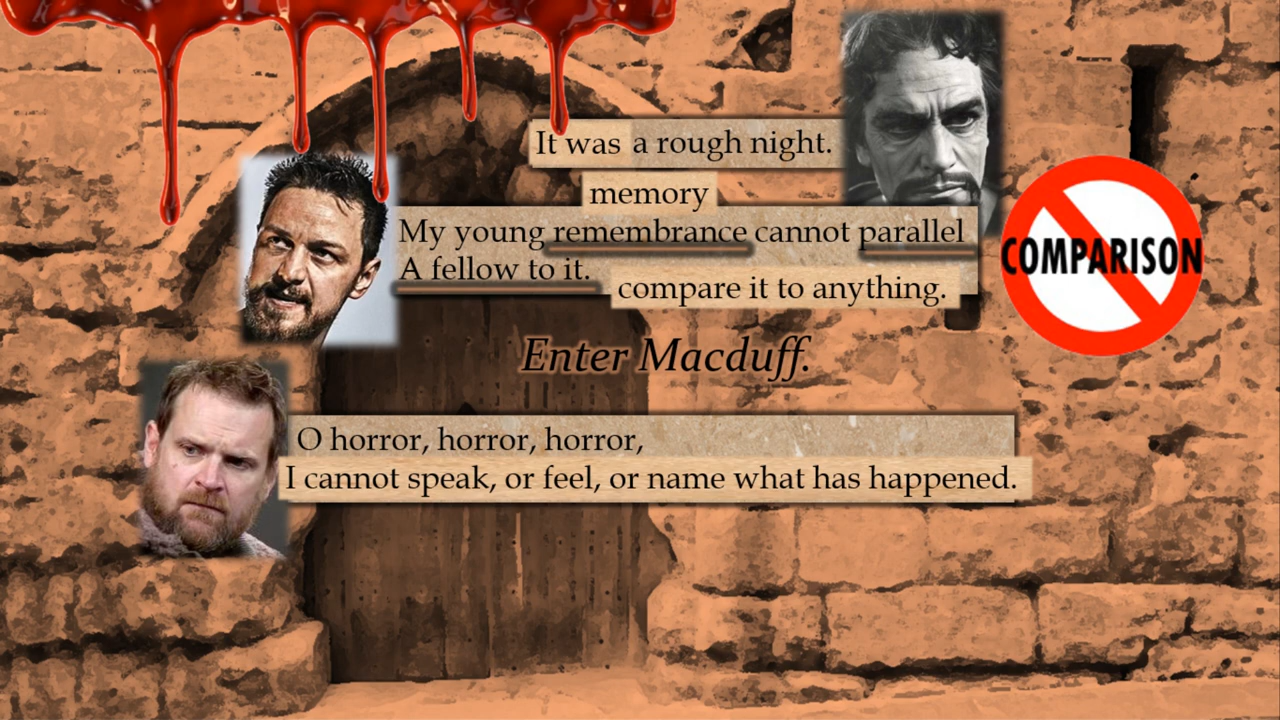 It was a rough night.
memory
My young remembrance cannot parallel
A fellow to it.
compare it to anything.
COMPARISON
Enter Macduff.
O horror, horror, horror,
I cannot speak, or feel, or name what has happened.